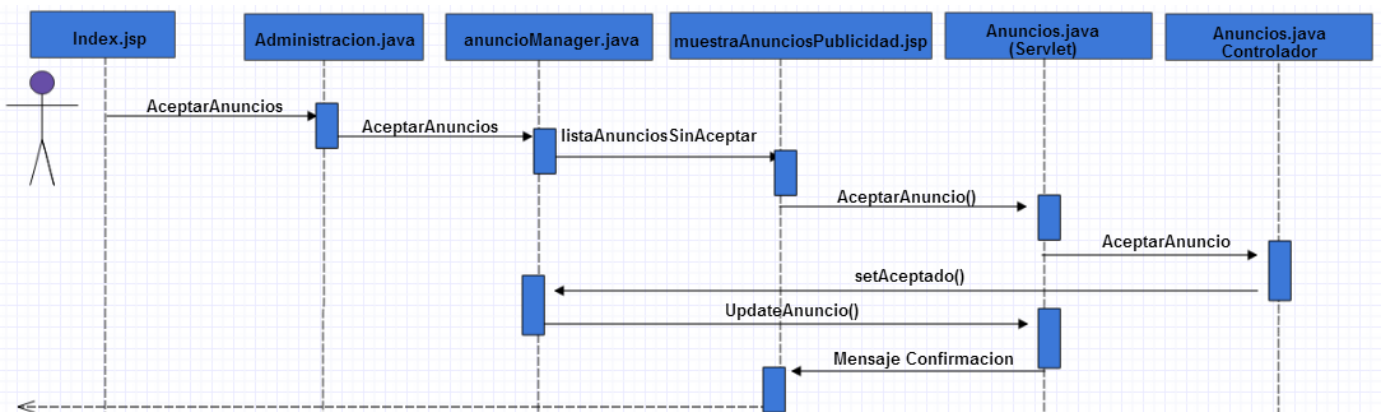 Index.jsp
Administracion.java
anuncioManager.java
muestraAnunciosPublicidad.jsp
Anuncios.java
(Servlet)
Anuncios.java
Controlador
AceptarAnuncios
AceptarAnuncios
listaAnunciosSinAceptar
AceptarAnuncio()
AceptarAnuncio
setAceptado()
UpdateAnuncio()
Mensaje Confirmacion